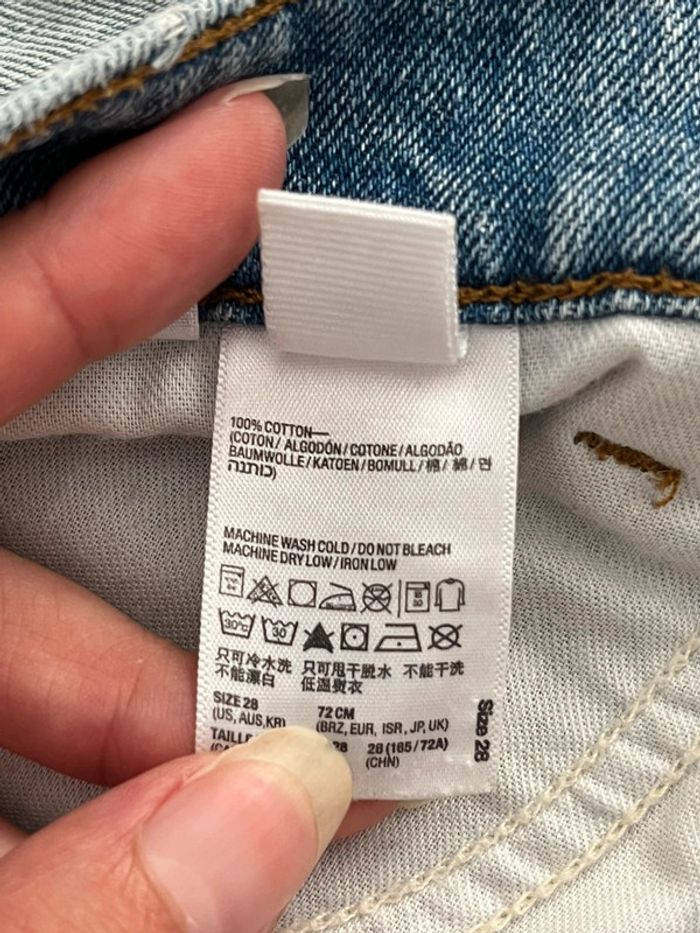 100% COTTON—
(COTON/ ALGODÓN/COTONE/ALGODÃO
BAUMWOLLE/KATOEN/BOMULL/棉/ 綿/면
כותנה)
MACHINE WASH COLD/DO NOT BLEACH
MACHINE DRY LOW/IRON LOW
30°C 30
只可冷水洗 只可甩干脱水 不能干洗
不能漂白 低温熨衣
SIZE 28 72 CM
(US, AUS,KR) (BRZ, EUR, ISR, JP, UK)
28 (165/72A)
(CHN)
Size 28